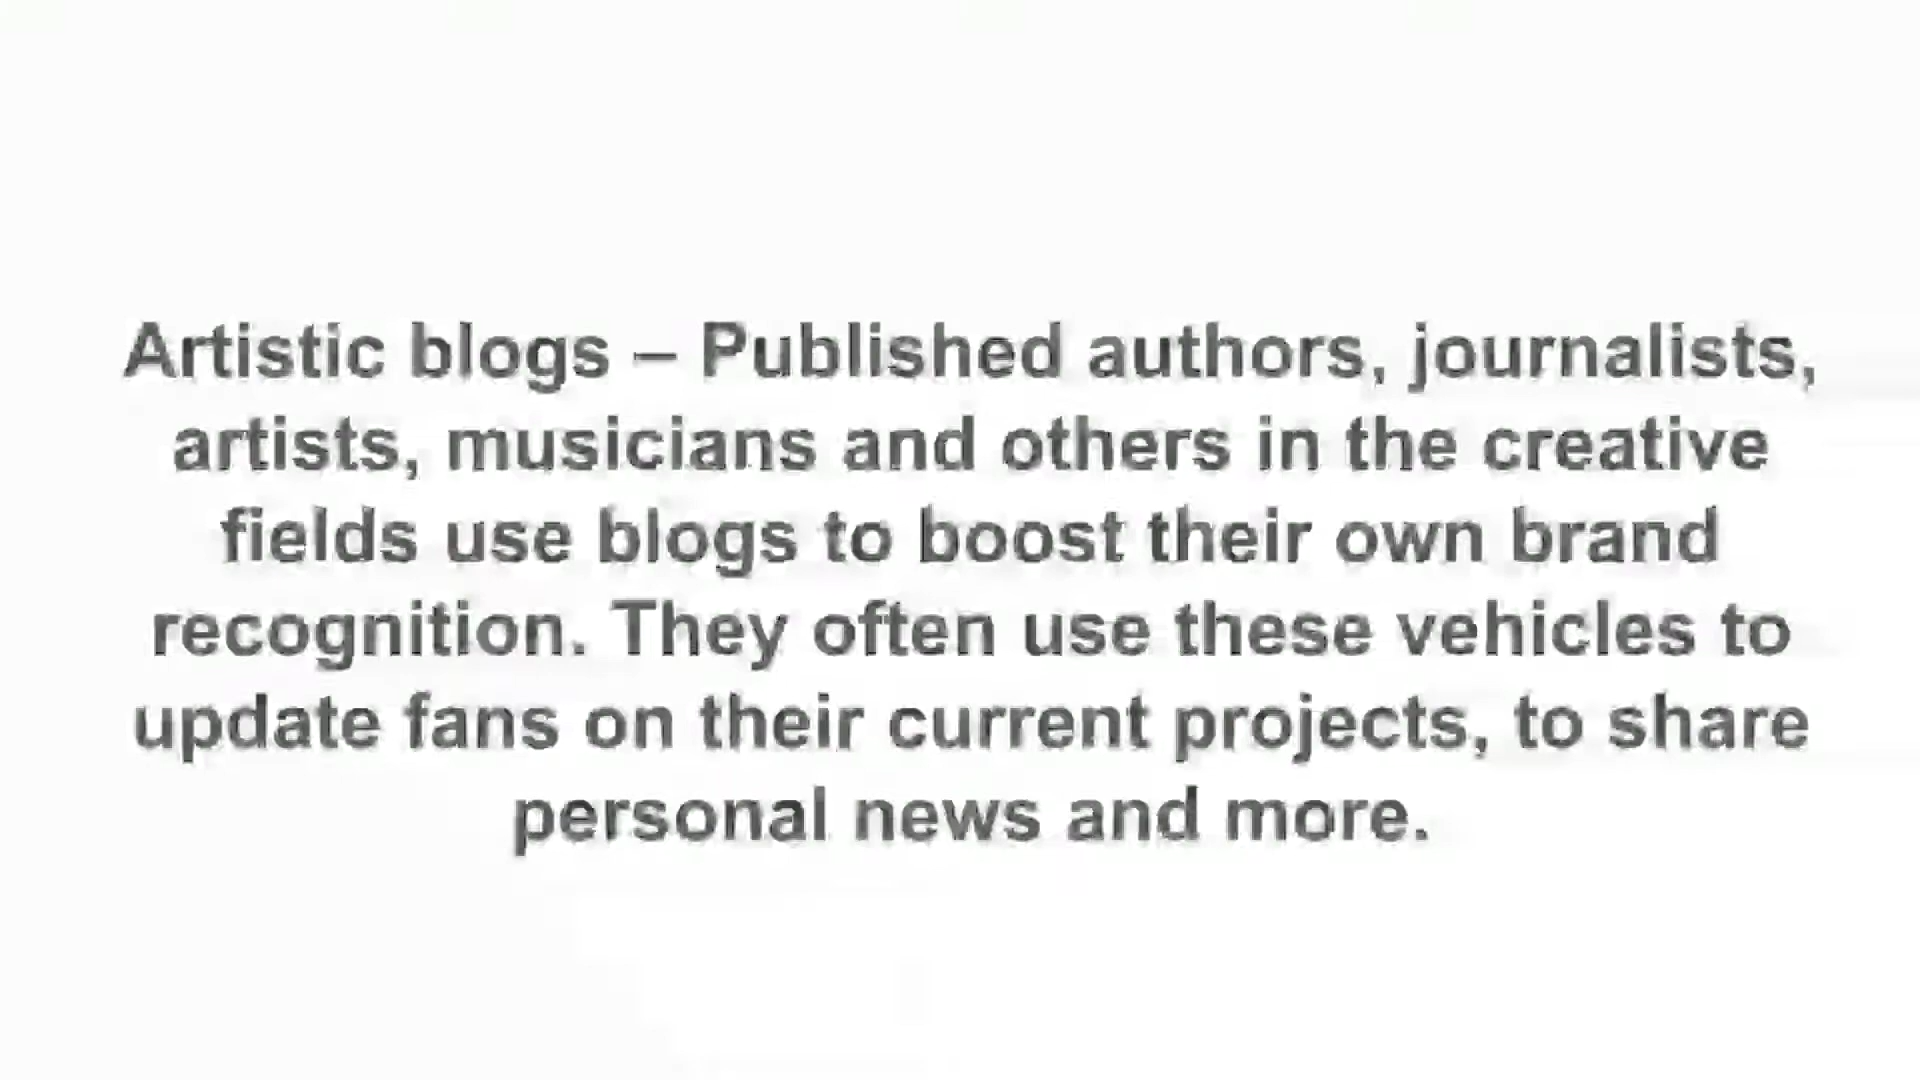 Artistic blogs – Published authors, journalists,
artists, musicians and others in the creative
fields use blogs to boost their own brand
recognition. They often use these vehicles to
update fans on their current projects, to share
personal news and more.